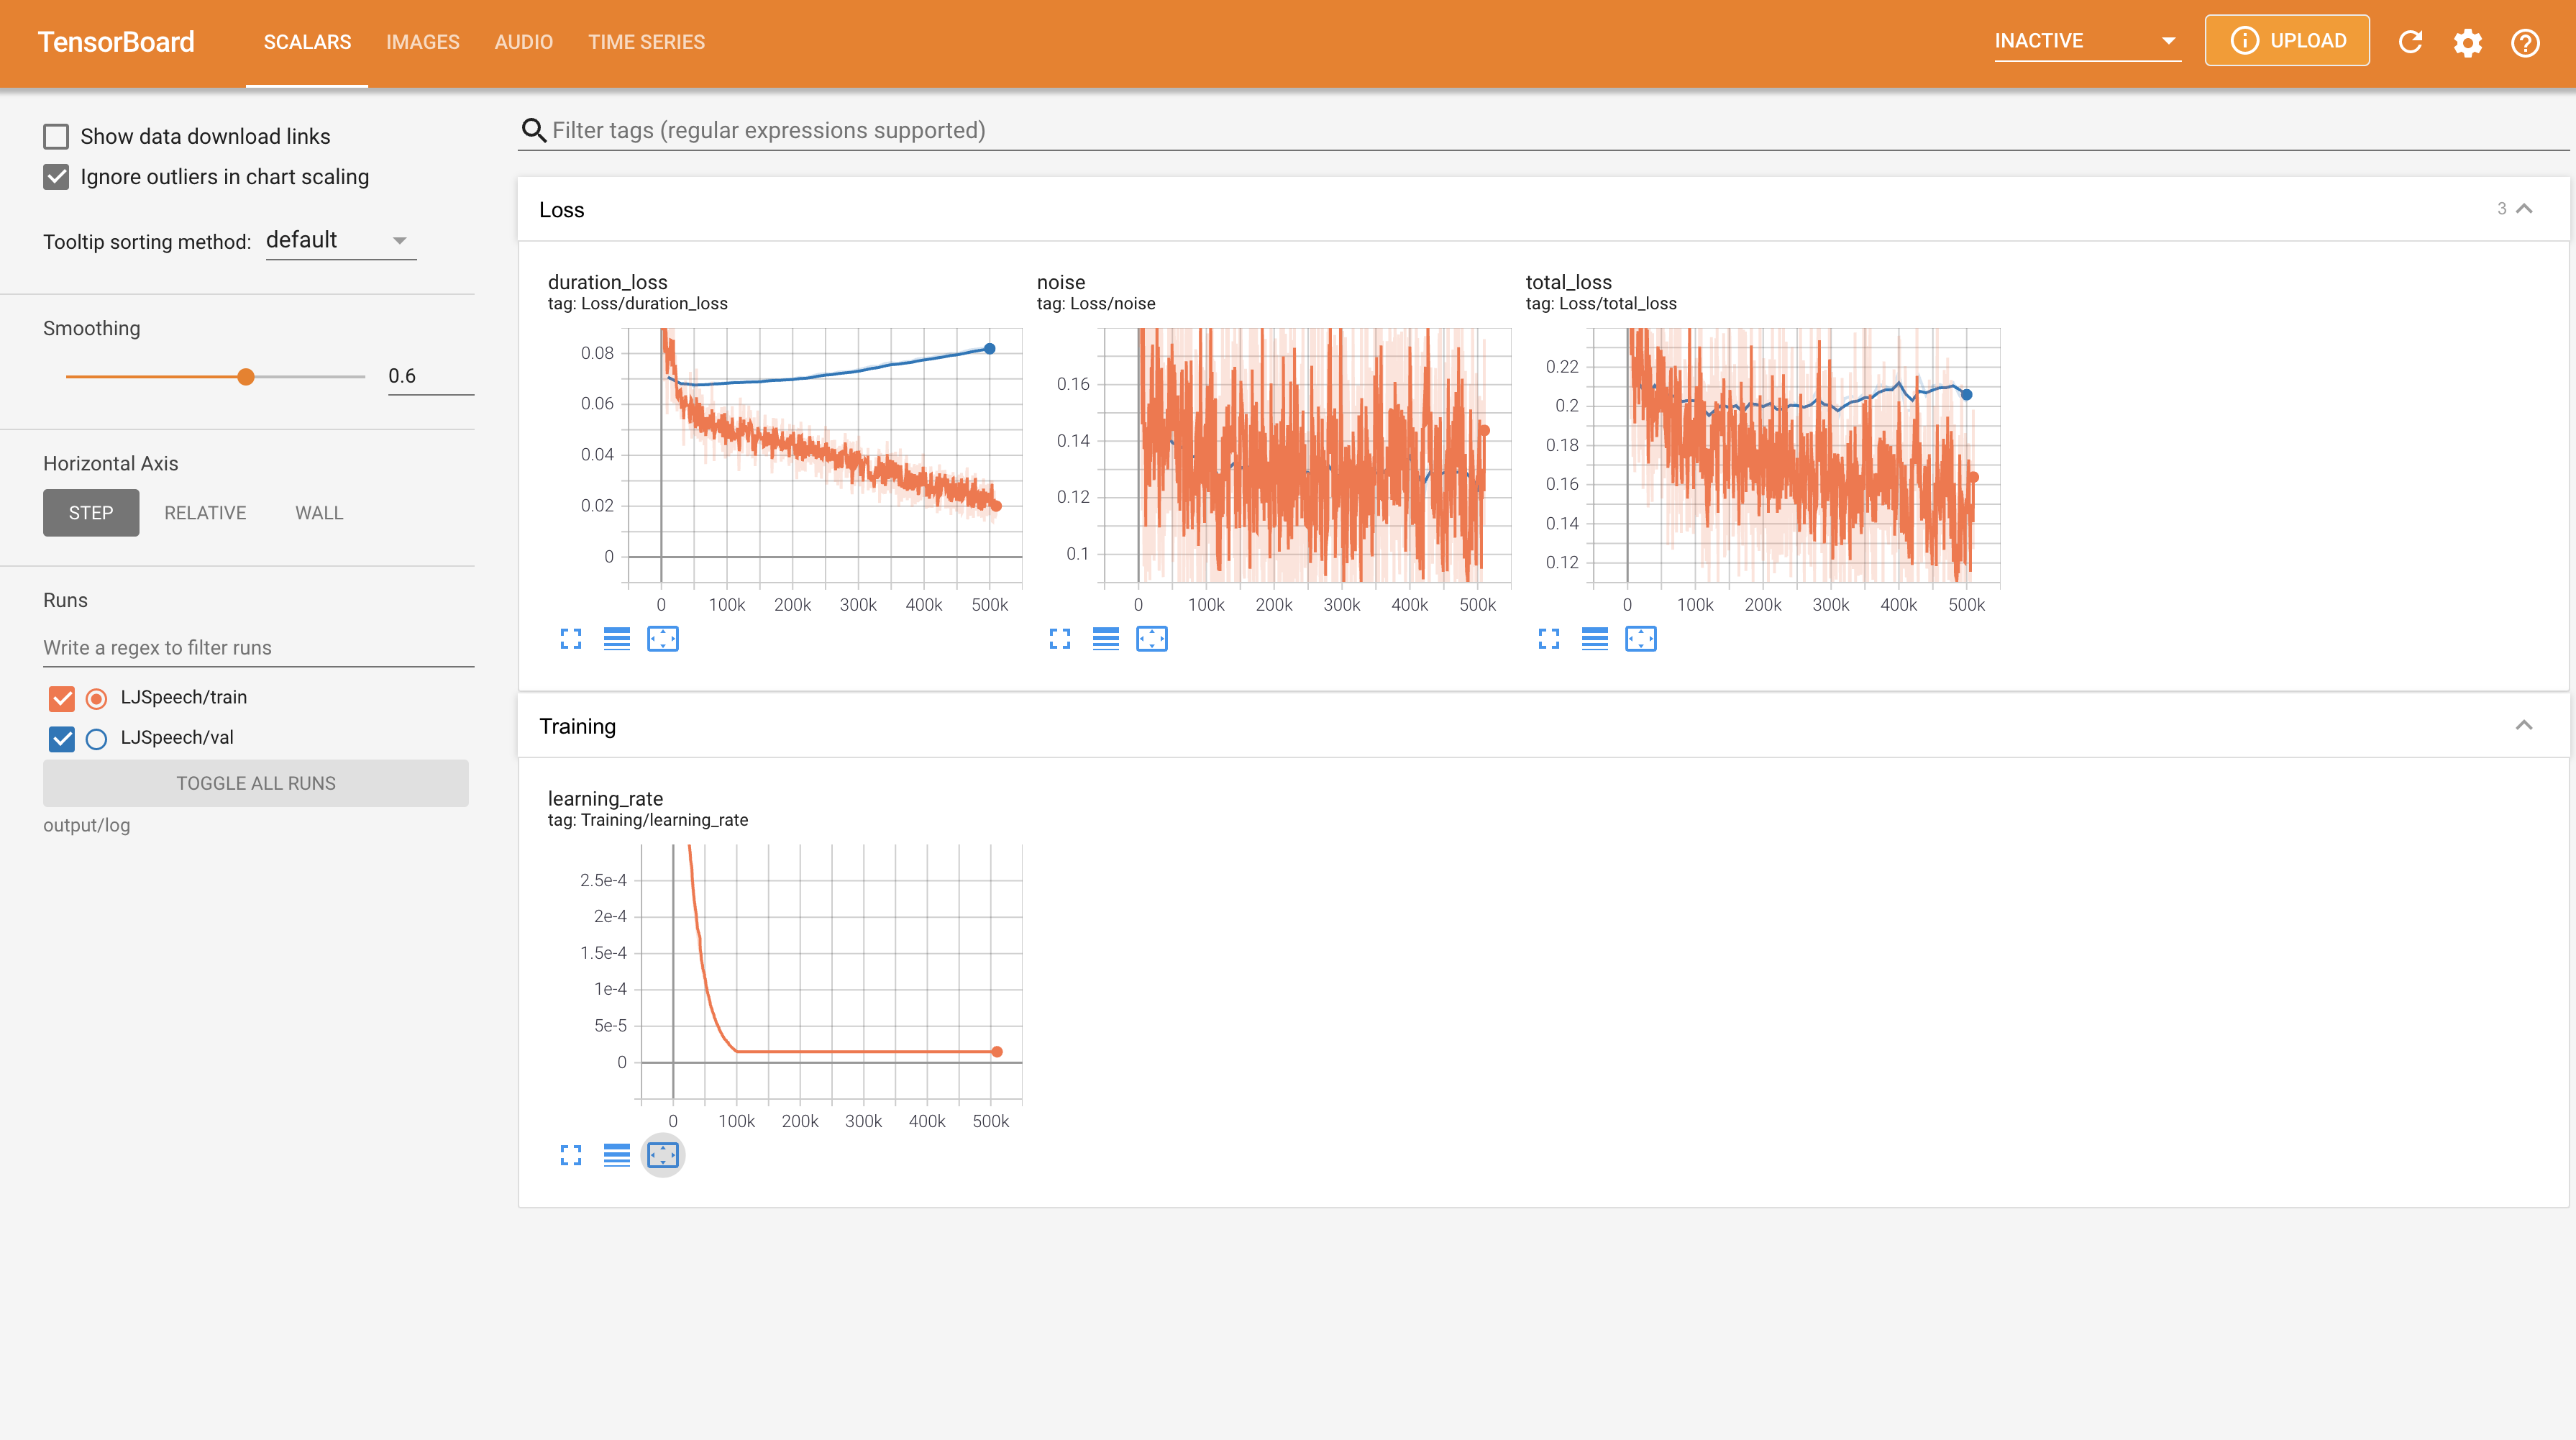 TensorBoard SCALARS IMAGES AUDIO TIME SERIES INACTIVE UPLOAD
Show data download links
Ignore outliers in chart scaling
Tooltip sorting method: default
Smoothing
0.6
Horizontal Axis
STEP RELATIVE WALL
Runs
Write a regex to filter runs
LJSpeech/train
LJSpeech/val
TOGGLE ALL RUNS
output/log
Filter tags (regular expressions supported)
Loss 3
duration_loss
tag: Loss/duration_loss
0.08
0.06
0.04
0.02
0
0 100k 200k 300k 400k 500k
noise
tag: Loss/noise
0.16
0.14
0.12
0.1
0 100k 200k 300k 400k 500k
total_loss
tag: Loss/total_loss
0.22
0.2
0.18
0.16
0.14
0.12
0 100k 200k 300k 400k 500k
Training
learning_rate
tag: Training/learning_rate
2.5e-4
2e-4
1.5e-4
1e-4
5e-5
0
0 100k 200k 300k 400k 500k